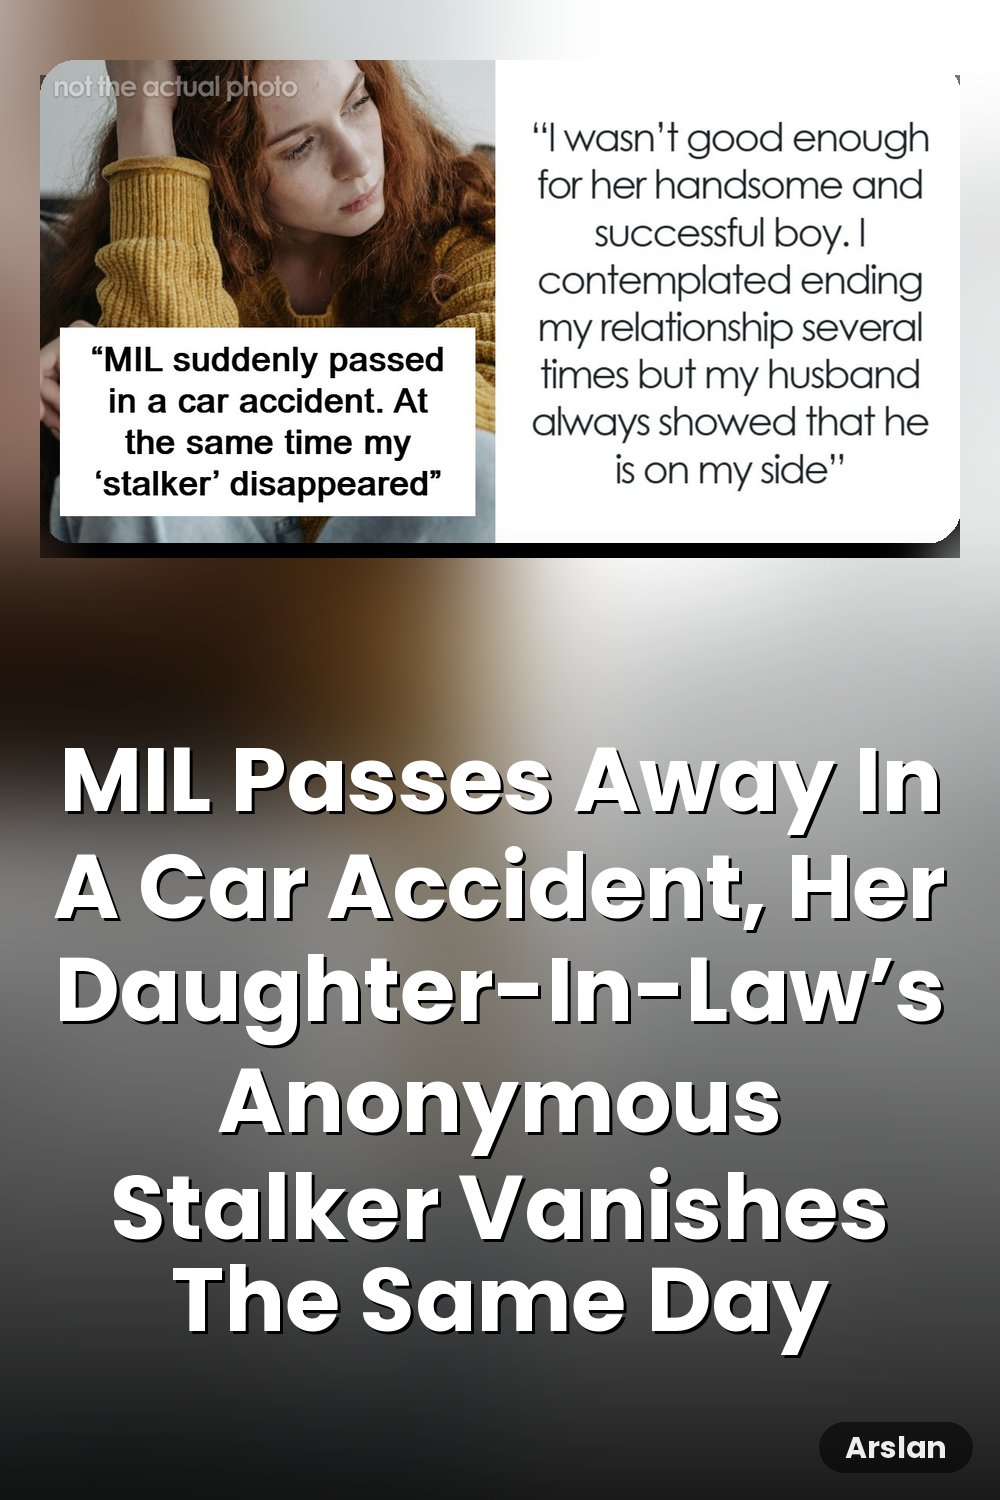 not the actual photo
“MIL suddenly passed
in a car accident. At
the same time my
‘stalker’ disappeared”
“I wasn’t good enough
for her handsome and
successful boy. I
contemplated ending
my relationship several
times but my husband
always showed that he
is on my side”
MIL Passes Away In
A Car Accident, Her
Daughter-In-Law’s
Anonymous
Stalker Vanishes
The Same Day
Arslan